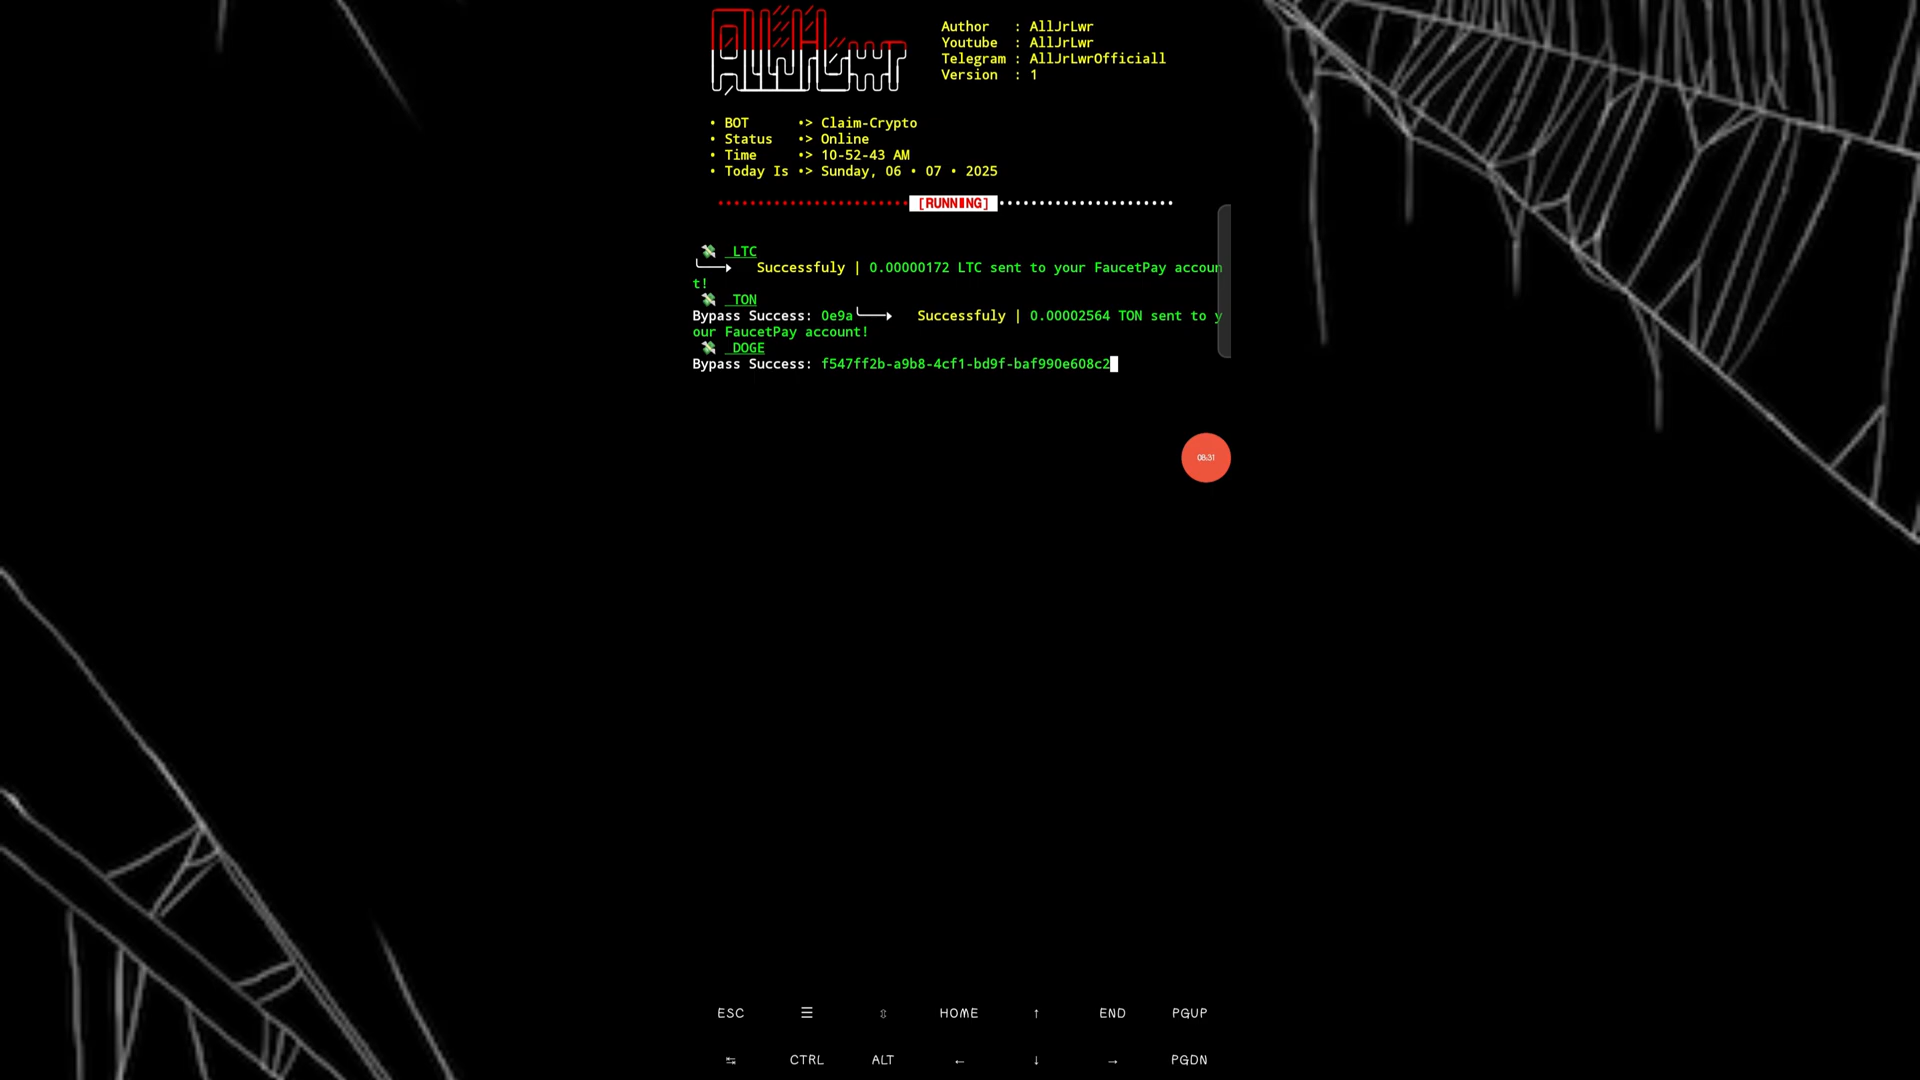 AllJrLwr
Author : AllJrLwr
Youtube : AllJrLwr
Telegram : AllJrLwrOfficiall
Version : 1
• BOT •> Claim-Crypto
• Status •> Online
• Time •> 10-52-43 AM
• Today Is •> Sunday, 06 • 07 • 2025
[RUNNING]
LTC
Successfuly | 0.00000172 LTC sent to your FaucetPay accoun
t!
TON
Bypass Success: 0e9a Successfuly | 0.00002564 TON sent to y
our FaucetPay account!
DOGE
Bypass Success: f547ff2b-a9b8-4cf1-bd9f-baf990e608c2
08:31
ESC ☰ ⇳ HOME ↑ END PGUP
⇆ CTRL ALT ← ↓ → PGDN